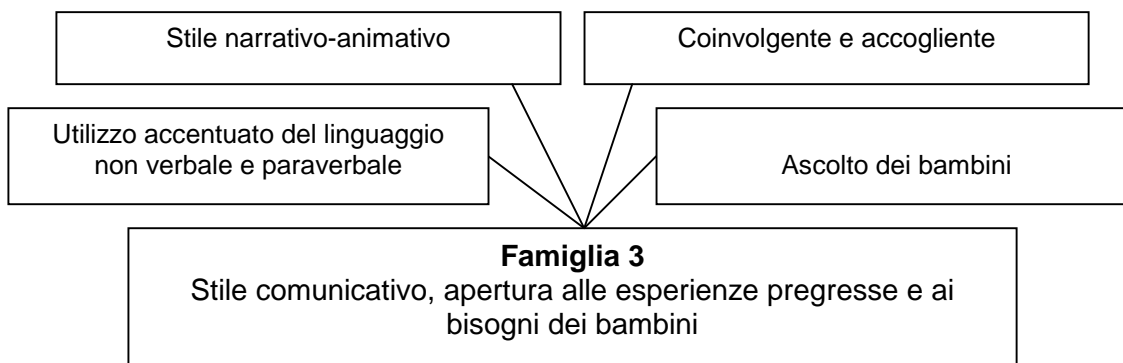 Stile narrativo-animativo
Coinvolgente e accogliente
Utilizzo accentuato del linguaggio
non verbale e paraverbale
Ascolto dei bambini
Famiglia 3
Stile comunicativo, apertura alle esperienze pregresse e ai
bisogni dei bambini